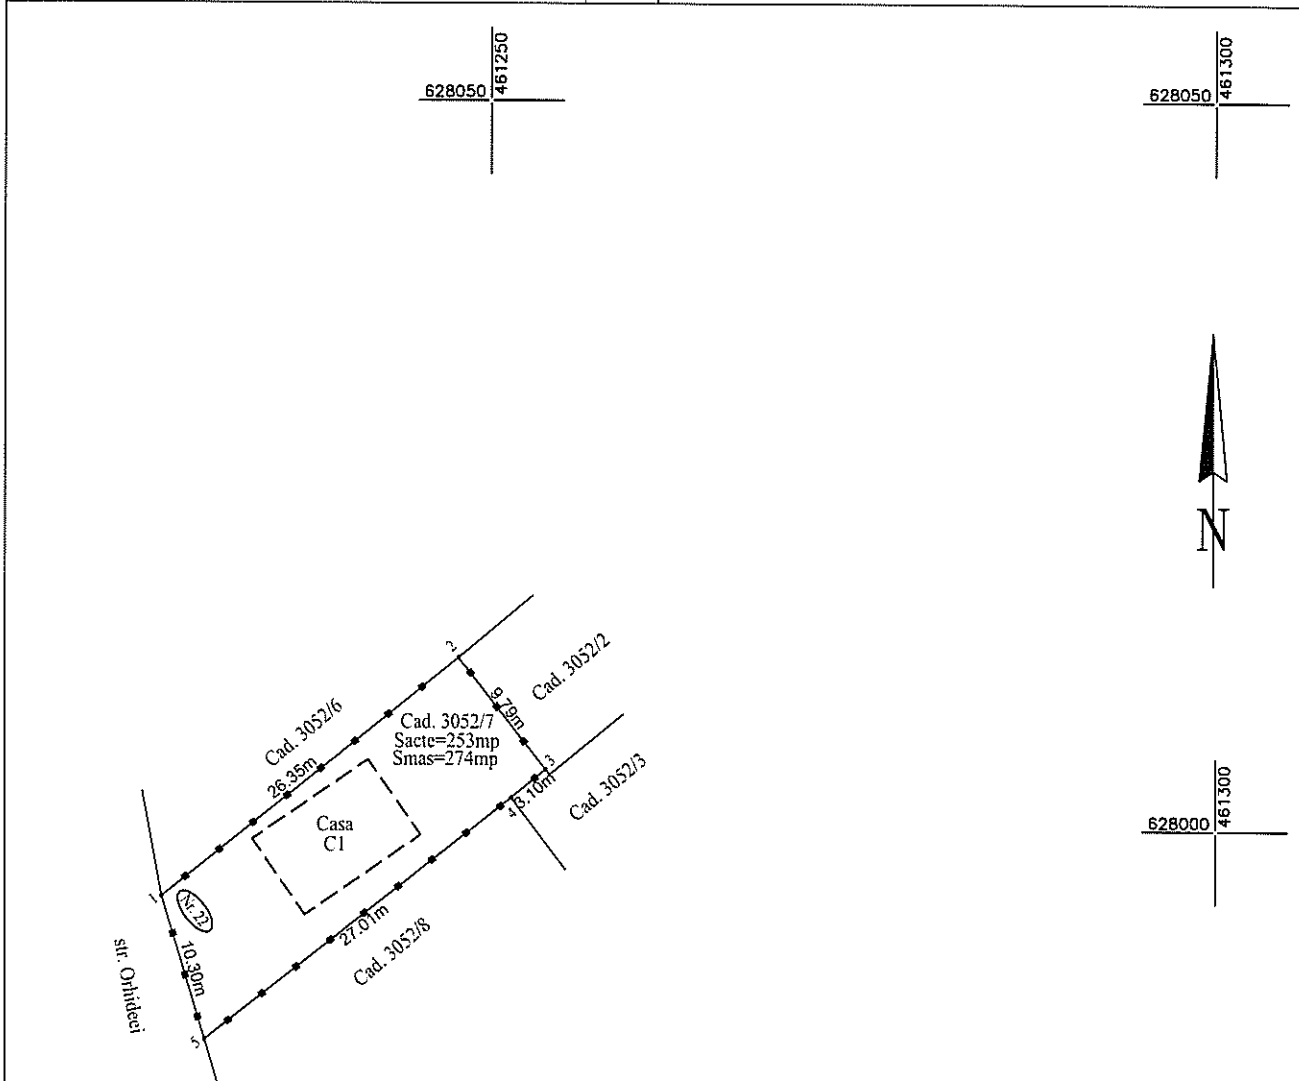 461250
628050
461300
628050
N
2
Cad. 3052/2
9.79m
Cad. 3052/6
Cad. 3052/7
Sacte=253mp
Smas=274mp
26.35m
3
3.10m
4
Cad. 3052/3
461300
628000
Casa
C1
1
Nr. 22
27.01m
Cad. 3052/8
10.30m
str. Orhideei
5